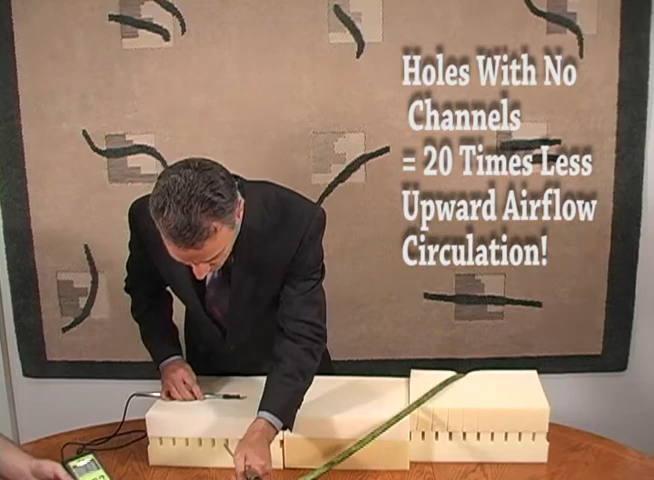 Holes With No
Channels
= 20 Times Less
Upward Airflow
Circulation!